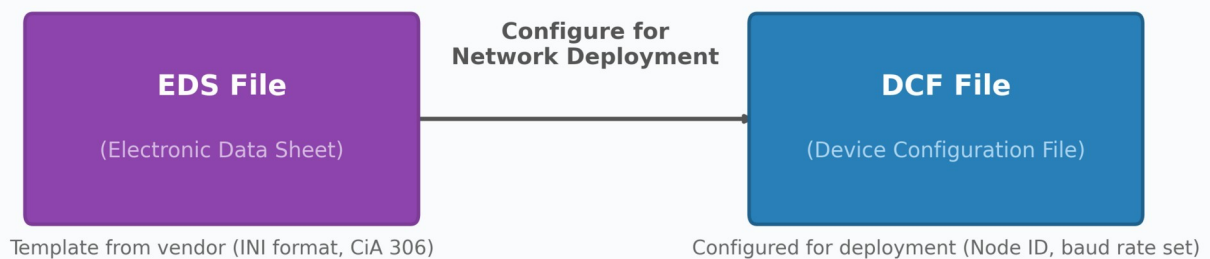 EDS File
(Electronic Data Sheet)
Template from vendor (INI format, CiA 306)
Configure for
Network Deployment
DCF File
(Device Configuration File)
Configured for deployment (Node ID, baud rate set)